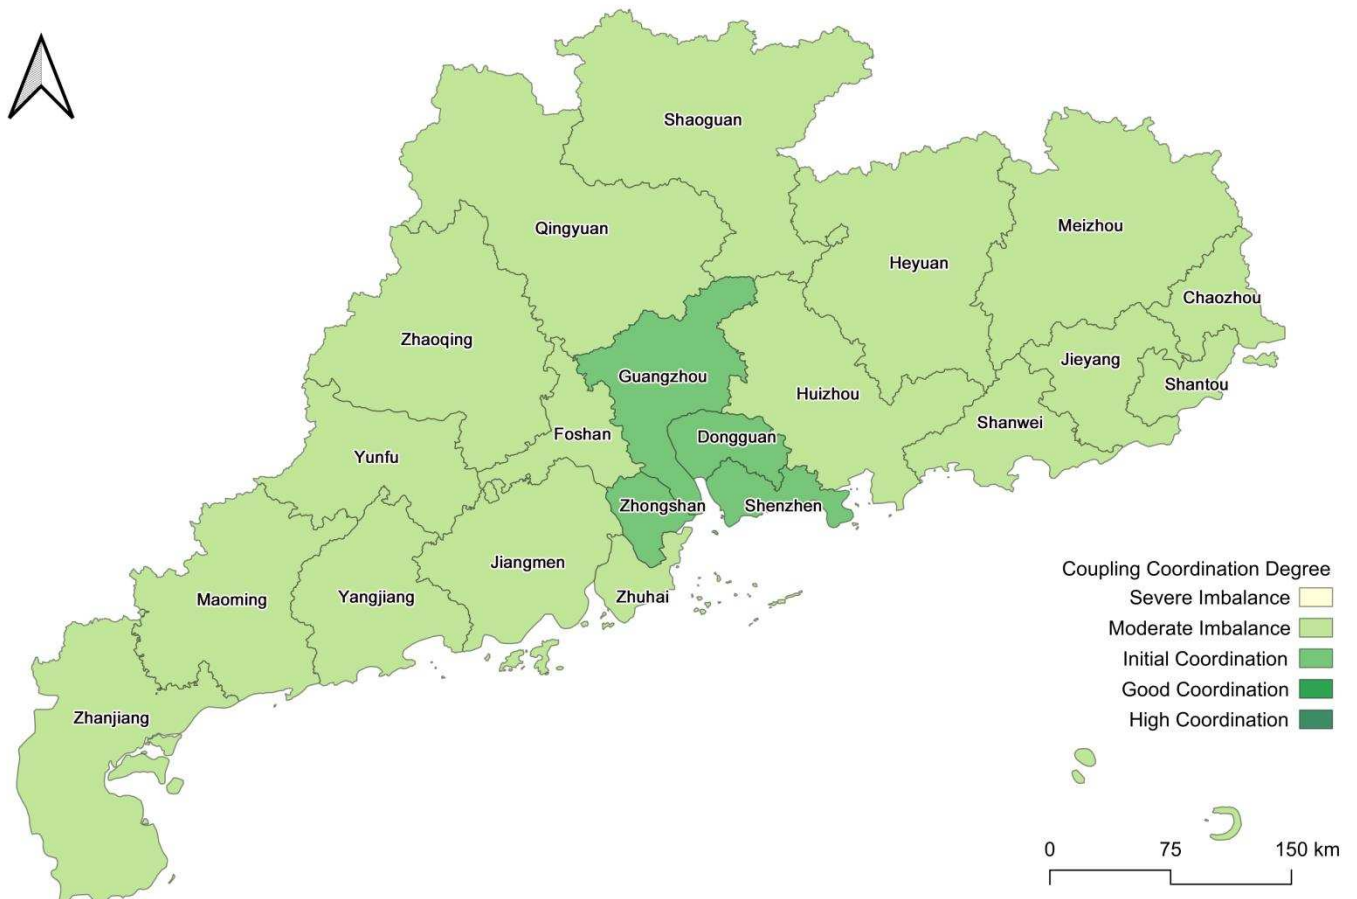 Shaoguan
Meizhou
Qingyuan
Heyuan
Chaozhou
Zhaoqing
Jieyang
Guangzhou
Shantou
Huizhou
Shanwei
Foshan
Dongguan
Yunfu
Zhongshan
Shenzhen
Jiangmen
Zhuhai
Yangjiang
Maoming
Zhanjiang
Coupling Coordination Degree
Severe Imbalance
Moderate Imbalance
Initial Coordination
Good Coordination
High Coordination
0 75 150 km